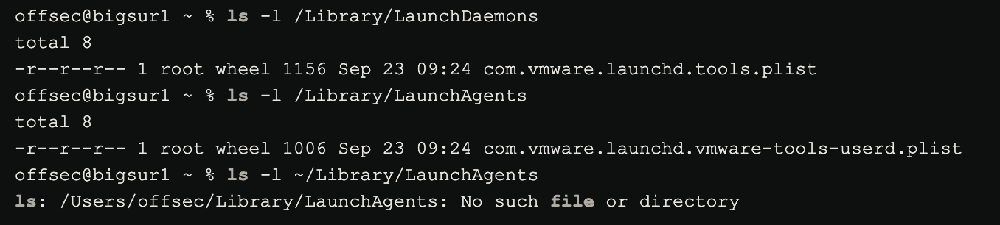 offsec@bigsur1 ~ % ls -l /Library/LaunchDaemons
total 8
-r--r--r-- 1 root wheel 1156 Sep 23 09:24 com.vmware.launchd.tools.plist
offsec@bigsur1 ~ % ls -l /Library/LaunchAgents
total 8
-r--r--r-- 1 root wheel 1006 Sep 23 09:24 com.vmware.launchd.vmware-tools-userd.plist
offsec@bigsur1 ~ % ls -l ~/Library/LaunchAgents
ls: /Users/offsec/Library/LaunchAgents: No such file or directory